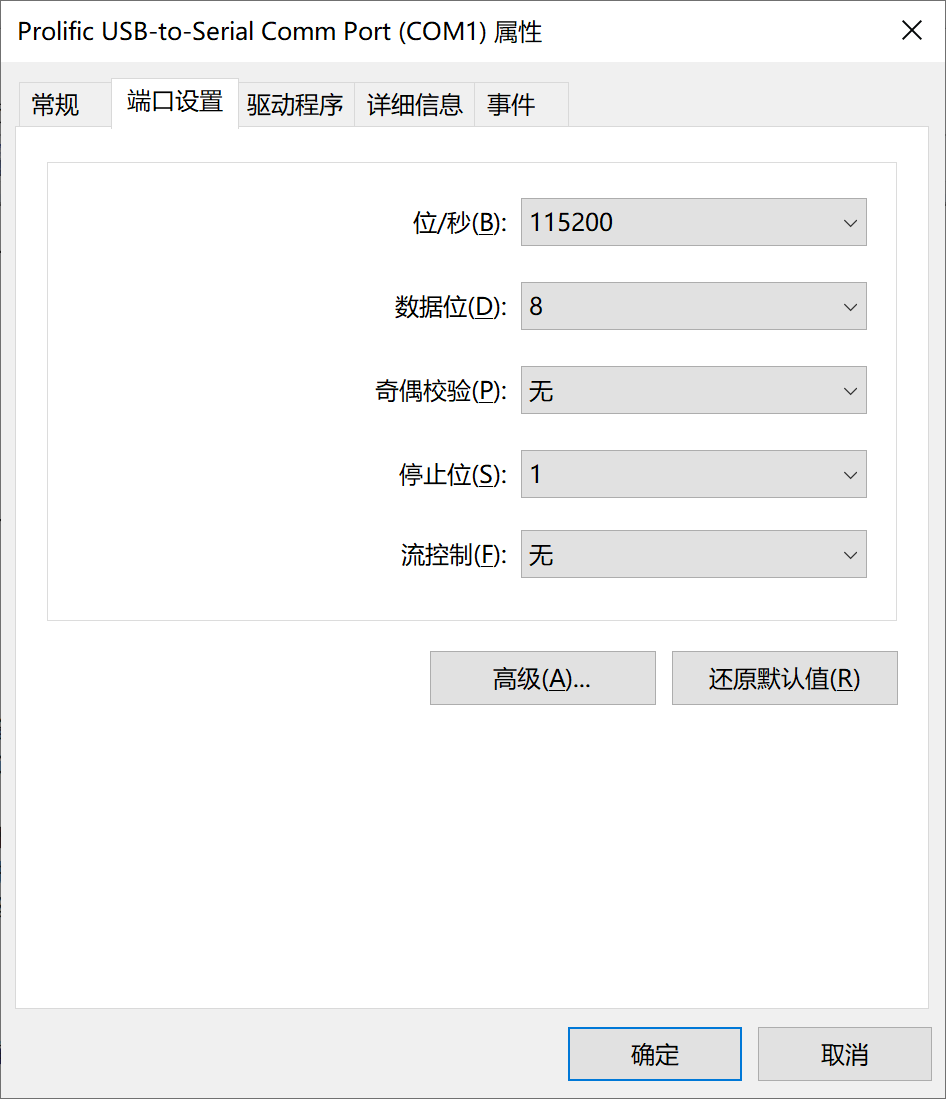 Prolific USB-to-Serial Comm Port (COM1) 属性
常规 端口设置 驱动程序 详细信息 事件
位/秒(B): 115200
数据位(D): 8
奇偶校验(P): 无
停止位(S): 1
流控制(F): 无
高级(A)... 还原默认值(R)
确定 取消